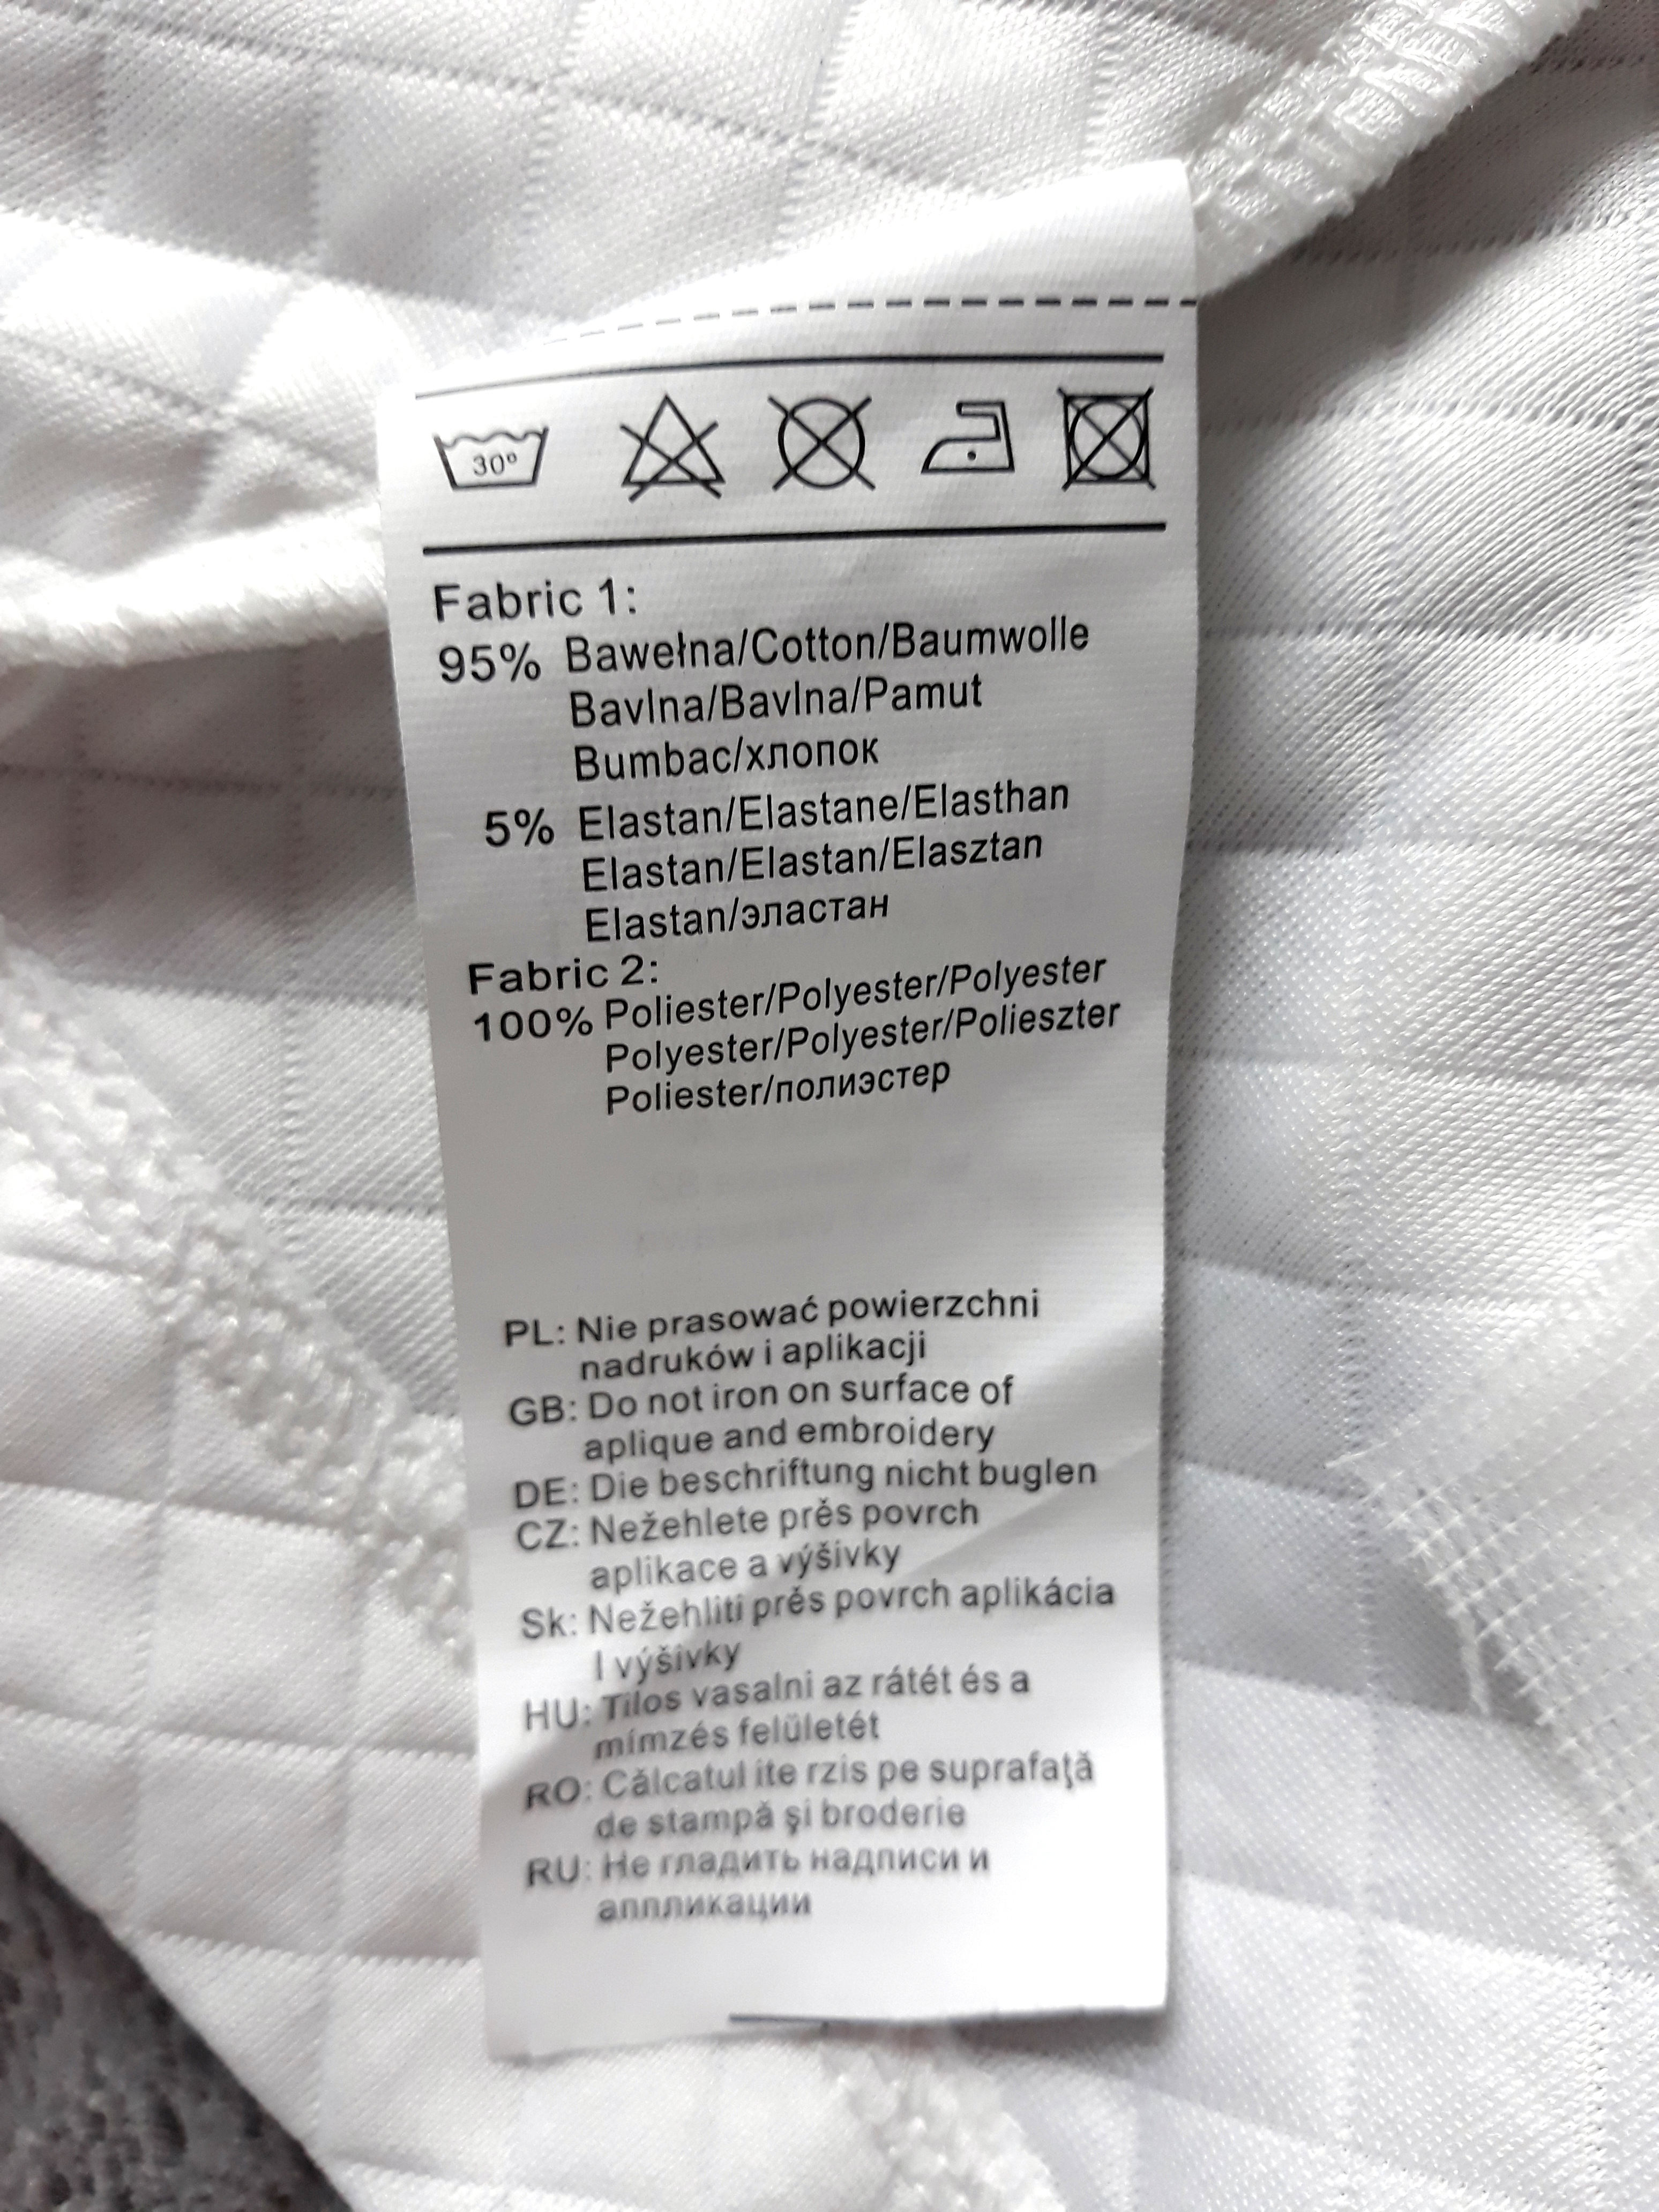 30°
Fabric 1:
95% Bawełna/Cotton/Baumwolle
Bavlna/Bavlna/Pamut
Bumbac/хлопок
5% Elastan/Elastane/Elasthan
Elastan/Elastan/Elasztan
Elastan/эластан
Fabric 2:
100% Poliester/Polyester/Polyester
Polyester/Polyester/Polieszter
Poliester/полиэстер
PL: Nie prasować powierzchni
nadruków i aplikacji
GB: Do not iron on surface of
aplique and embroidery
DE: Die beschriftung nicht buglen
CZ: Nežehlete prěs povrch
aplikace a výšivky
Sk: Nežehliti prěs povrch aplikácia
I výšivky
HU: Tilos vasalni az rátét és a
mímzés felületét
RO: Călcatul ite rzis pe suprafaţă
de stampă şi broderie
RU: Не гладить надписи и
аппликации